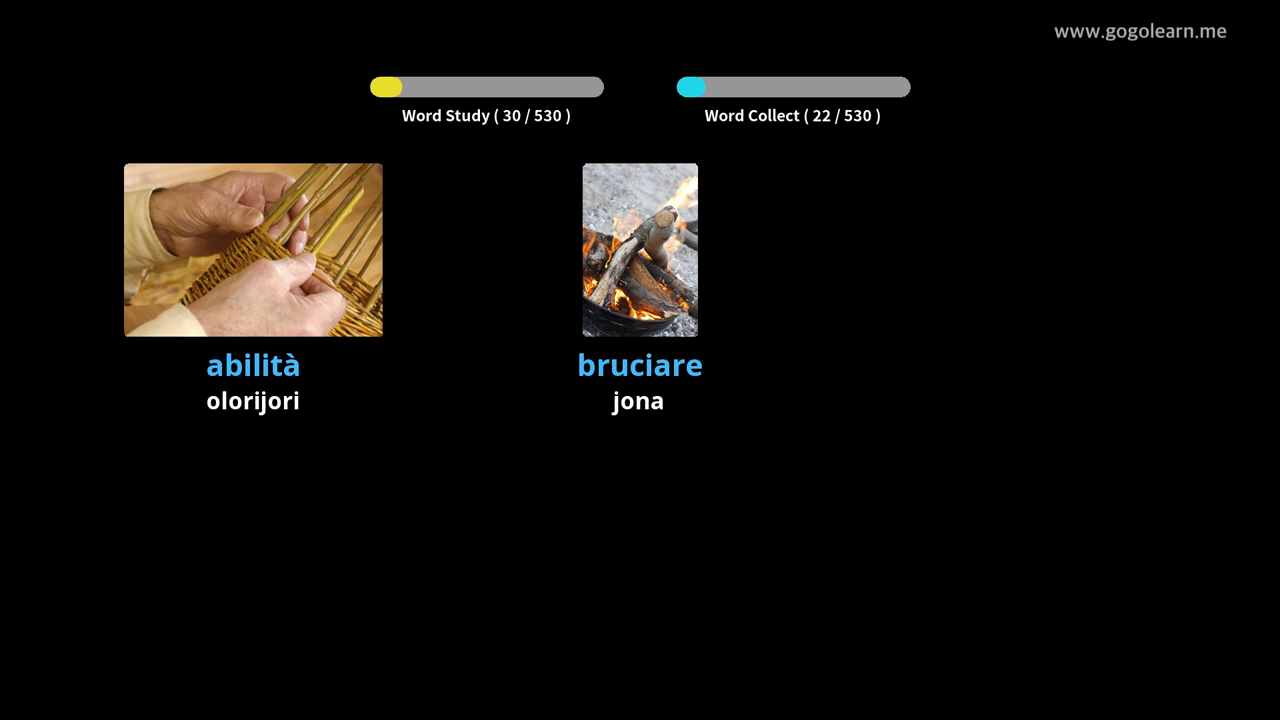 www.gogolearn.me
Word Study ( 30 / 530 )
Word Collect ( 22 / 530 )
abilità
olorijori
bruciare
jona